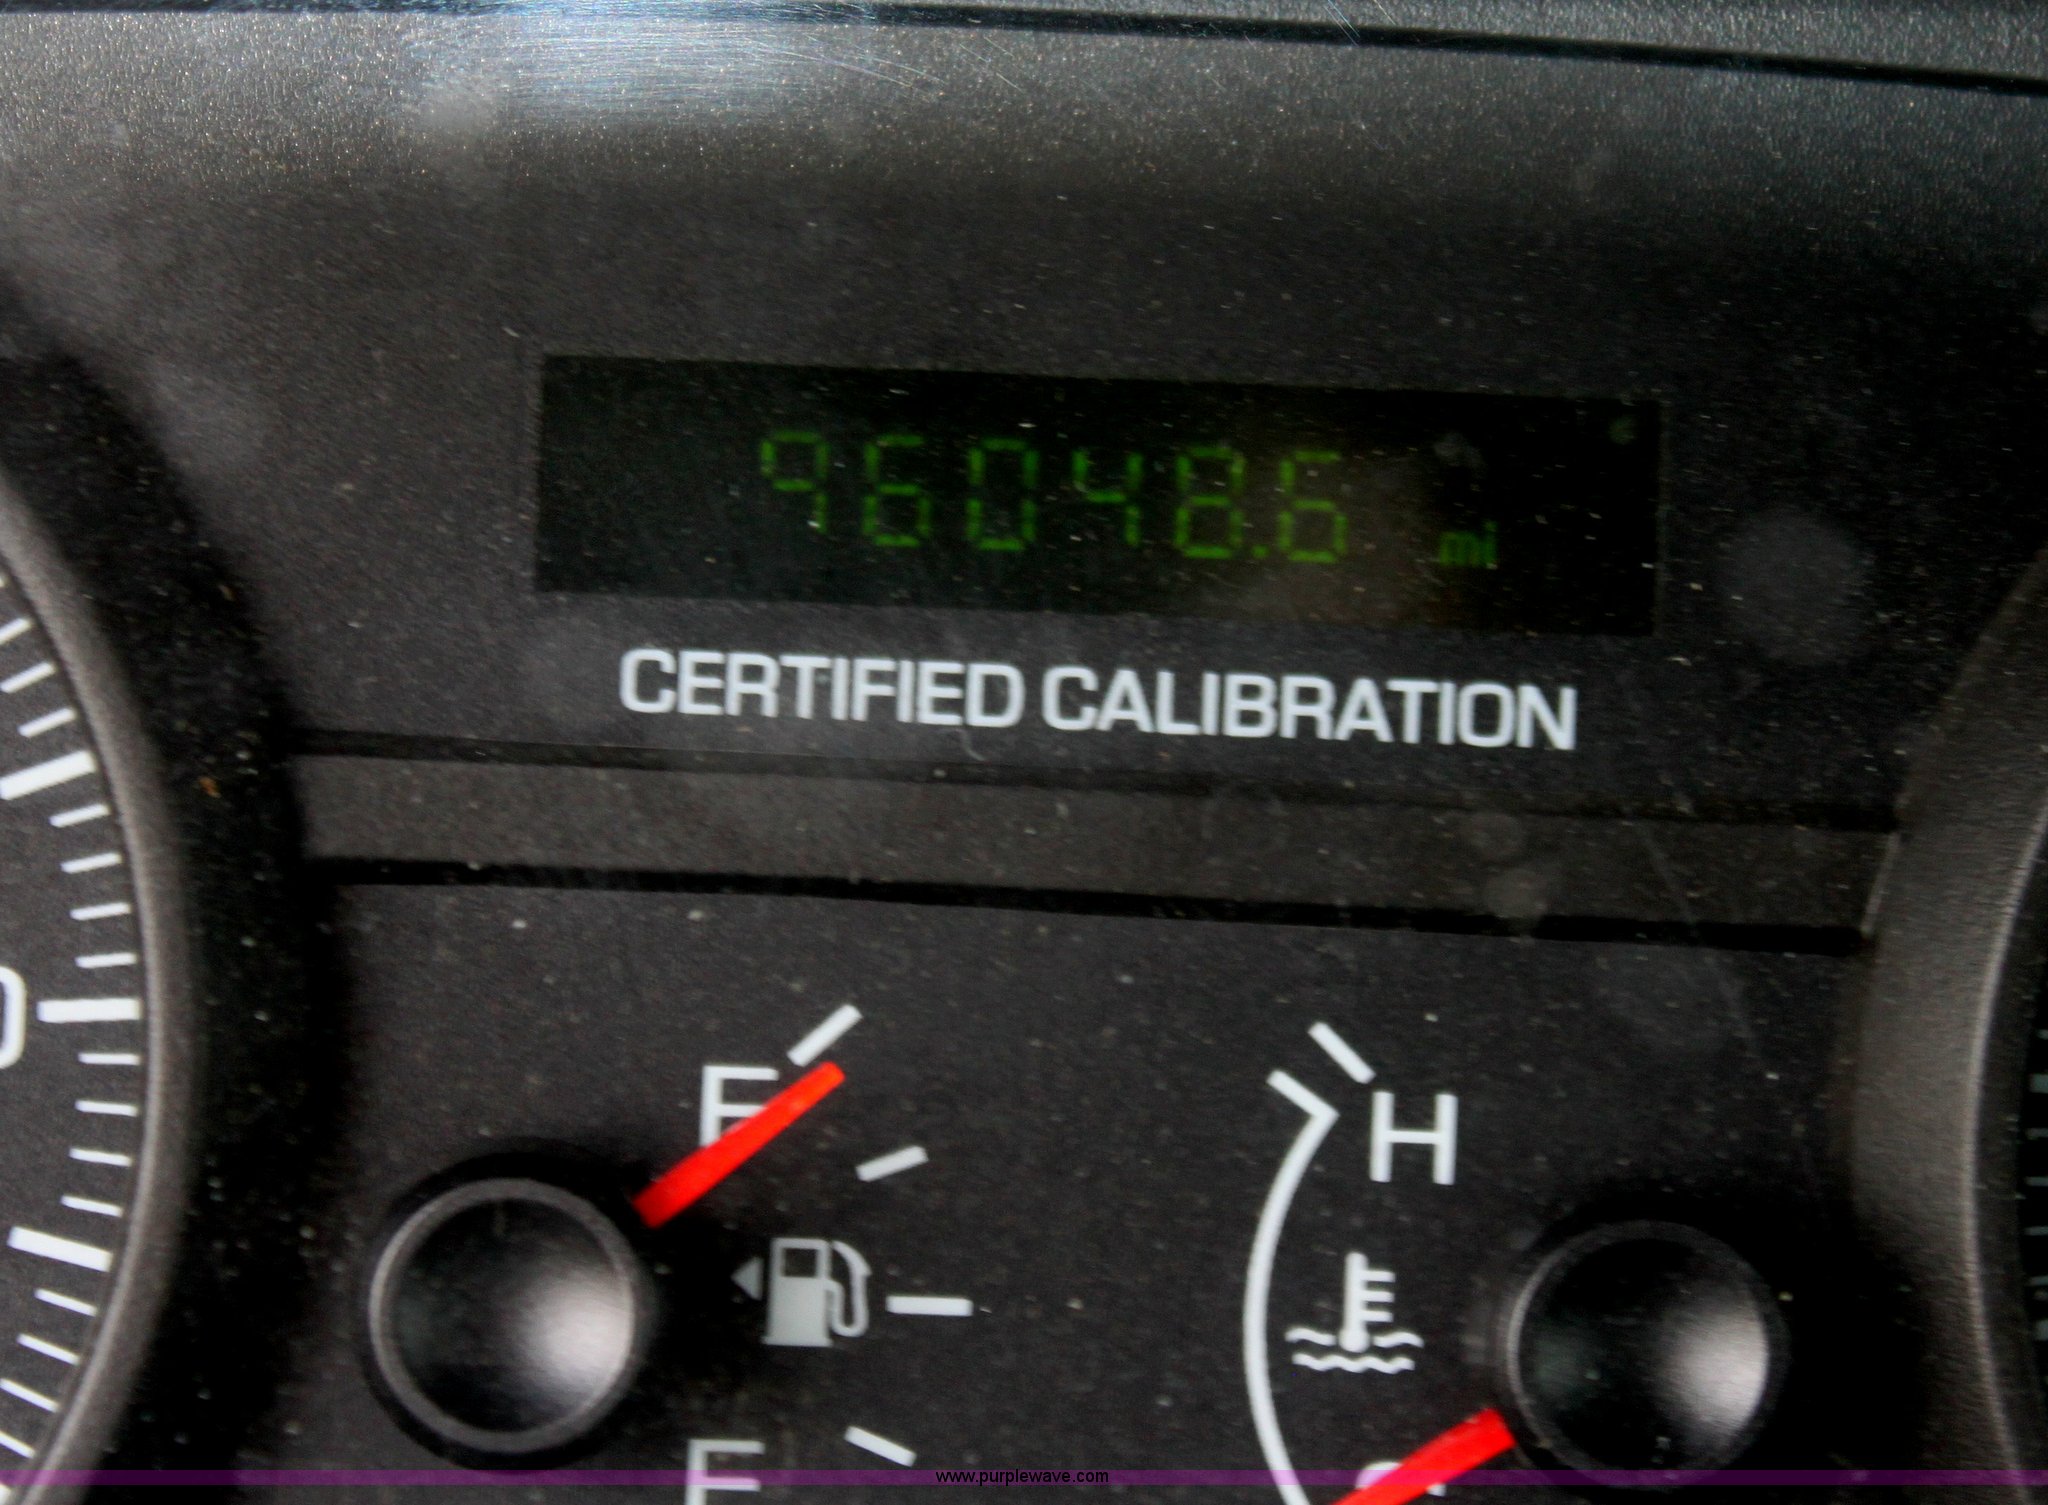 96048.6 mi
CERTIFIED CALIBRATION
F
H
E
www.purplewave.com